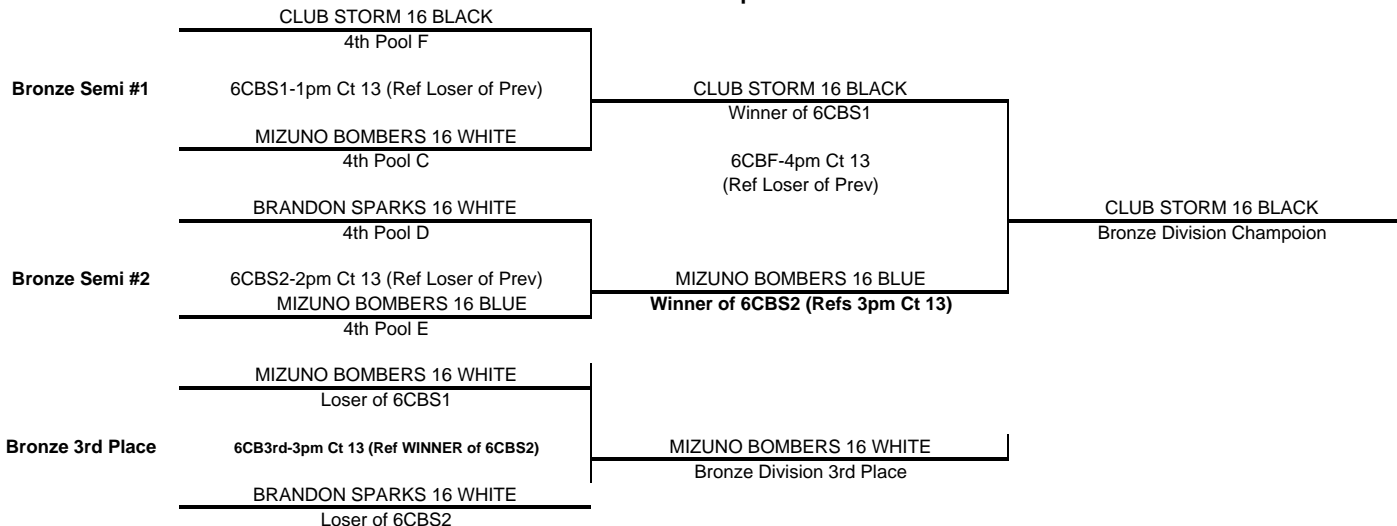 CLUB STORM 16 BLACK
4th Pool F
Bronze Semi #1
6CBS1-1pm Ct 13 (Ref Loser of Prev)
CLUB STORM 16 BLACK
Winner of 6CBS1
MIZUNO BOMBERS 16 WHITE
4th Pool C
6CBF-4pm Ct 13
(Ref Loser of Prev)
BRANDON SPARKS 16 WHITE
4th Pool D
CLUB STORM 16 BLACK
Bronze Division Champoion
Bronze Semi #2
6CBS2-2pm Ct 13 (Ref Loser of Prev)
MIZUNO BOMBERS 16 BLUE
Winner of 6CBS2 (Refs 3pm Ct 13)
MIZUNO BOMBERS 16 BLUE
4th Pool E
MIZUNO BOMBERS 16 WHITE
Loser of 6CBS1
Bronze 3rd Place
6CB3rd-3pm Ct 13 (Ref WINNER of 6CBS2)
MIZUNO BOMBERS 16 WHITE
Bronze Division 3rd Place
BRANDON SPARKS 16 WHITE
Loser of 6CBS2